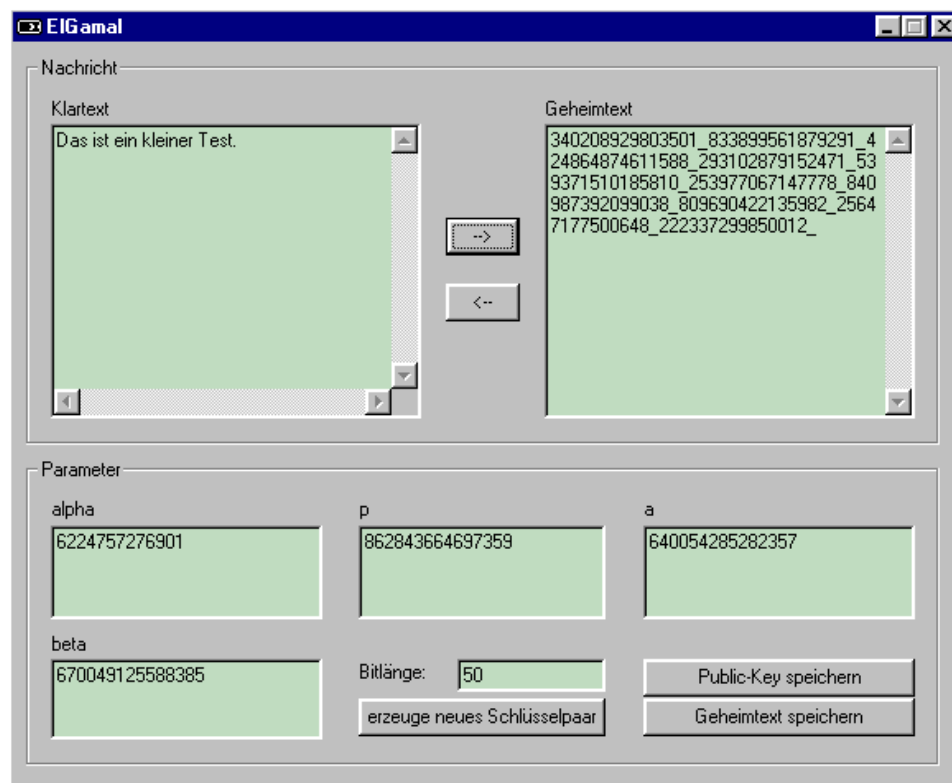 ElGamal
Nachricht
Klartext
Das ist ein kleiner Test.
Geheimtext
340208929803501_833899561879291_4
24864874611588_293102879152471_53
9371510185810_253977067147778_840
987392099038_809690422135982_2564
7177500648_222337299850012_
-->
<--
Parameter
alpha
6224757276901
p
862843664697359
a
640054285282357
beta
670049125588385
Bitlänge:
50
erzeuge neues Schlüsselpaar
Public-Key speichern
Geheimtext speichern